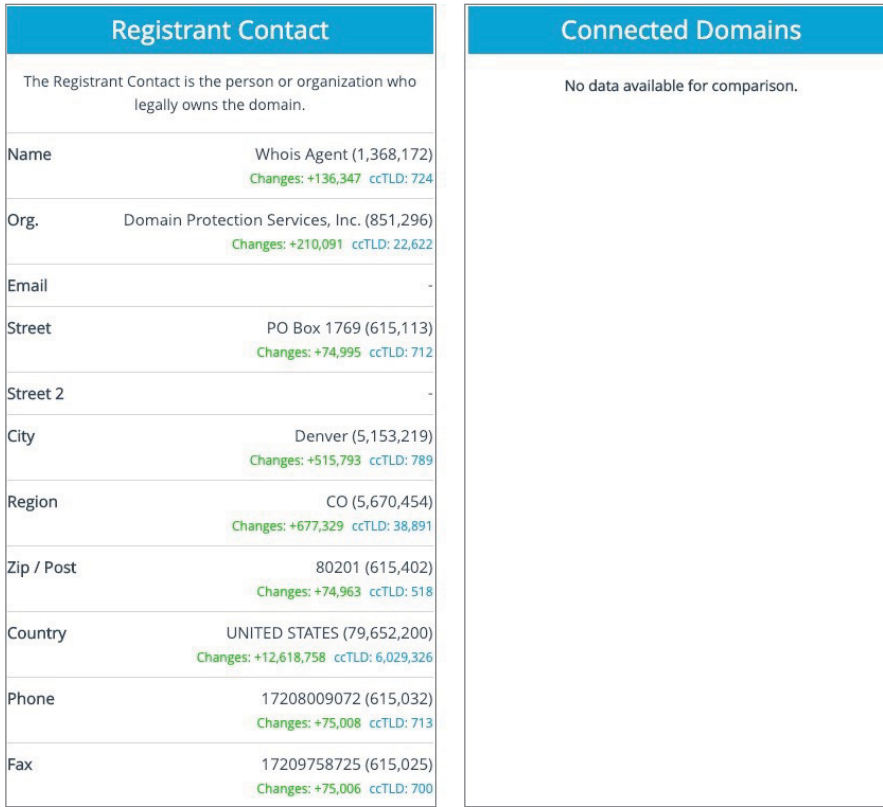 Registrant Contact
The Registrant Contact is the person or organization who
legally owns the domain.
Name Whois Agent (1,368,172)
Changes: +136,347 ccTLD: 724
Org. Domain Protection Services, Inc. (851,296)
Changes: +210,091 ccTLD: 22,622
Email -
Street PO Box 1769 (615,113)
Changes: +74,995 ccTLD: 712
Street 2 -
City Denver (5,153,219)
Changes: +515,793 ccTLD: 789
Region CO (5,670,454)
Changes: +677,329 ccTLD: 38,891
Zip / Post 80201 (615,402)
Changes: +74,963 ccTLD: 518
Country UNITED STATES (79,652,200)
Changes: +12,618,758 ccTLD: 6,029,326
Phone 17208009072 (615,032)
Changes: +75,008 ccTLD: 713
Fax 17209758725 (615,025)
Changes: +75,006 ccTLD: 700
Connected Domains
No data available for comparison.